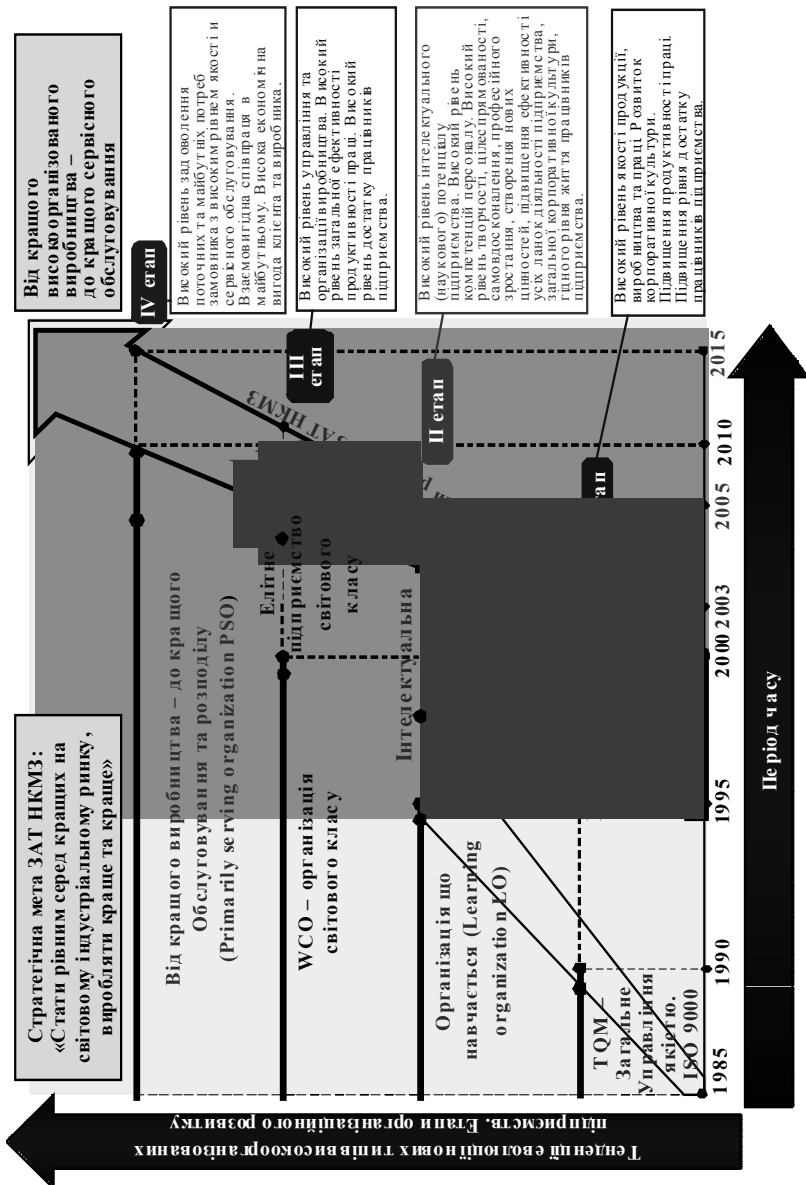 Стратегічна мета ЗАТ НКМЗ:
«Стати рівним серед кращих на
світовому індустріальному ринку,
виробляти краще та краще»
Від кращого
високоорганізованого
виробництва –
до кращого сервісного
обслуговування
Тенденції еволюції нових типів високоорганізованих
підприємств. Етапи організаційного розвитку
Від кращого виробництва – до кращого
Обслуговування та розподілу
(Primarily serving organization PSO)
IV етап
Високий рівень задоволення
поточних та майбутніх потреб
замовника з високим рівнем якості и
сервісного обслуговування.
Взаємовигідна співпраця в
майбутньому. Висока економічна
вигода клієнта та виробника.
WCO – організація
світового класу
Елітне
підприємство
світового
класу
ЗАТ НКМЗ
III
етап
Високий рівень управління та
організації виробництва. Високий
рівень загальної ефективності
продуктивності праці. Високий
рівень достатку працівників
підприємства.
Організація що
навчається (Learning
organization LO)
Інтелектуальна
II етап
Високий рівень інтелектуального
(наукового) потенціалу
підприємства. Високий рівень
компетенцій персоналу. Високий
рівень творчості, цілеспрямованості,
самовдосконалення, професійного
зростання, створення нових
цінностей, підвищення ефективності
усіх ланок діяльності підприємства,
загальної корпоративної культури,
гідного рівня життя працівників
підприємства.
TQM –
Загальне
Управління
якістю.
ISO 9000
Високий рівень якості продукції,
виробництва та праці. Розвиток
корпоративної культури.
Підвищення продуктивності праці.
Підвищення рівня достатку
працівників підприємства.
1985 1990 1995 2000 2003 2005 2010 2015
Період часу